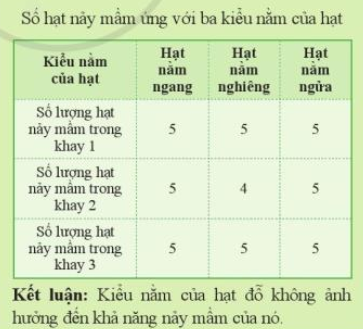 Số hạt nảy mầm ứng với ba kiểu nằm của hạt
Kiểu nằm của hạt | Hạt nằm ngang | Hạt nằm nghiêng | Hạt nằm ngửa
Số lượng hạt nảy mầm trong khay 1 | 5 | 5 | 5
Số lượng hạt nảy mầm trong khay 2 | 5 | 4 | 5
Số lượng hạt nảy mầm trong khay 3 | 5 | 5 | 5
Kết luận: Kiểu nằm của hạt đỗ không ảnh
hưởng đến khả năng nảy mầm của nó.